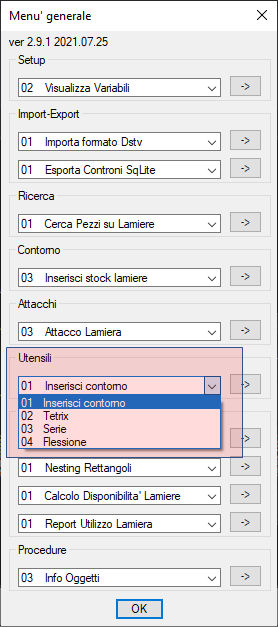 Menu' generale
ver 2.9.1 2021.07.25
Setup
02 Visualizza Variabili
->
Import-Export
01 Importa formato Dstv
->
01 Esporta Controni SqLite
->
Ricerca
01 Cerca Pezzi su Lamiere
->
Contorno
03 Inserisci stock lamiere
->
Attacchi
03 Attacco Lamiera
->
Utensili
01 Inserisci contorno
->
01 Inserisci contorno
02 Tetrix
03 Serie
04 Flessione
->
01 Nesting Rettangoli
->
01 Calcolo Disponibilita' Lamiere
->
01 Report Utilizzo Lamiera
->
Procedure
03 Info Oggetti
->
OK